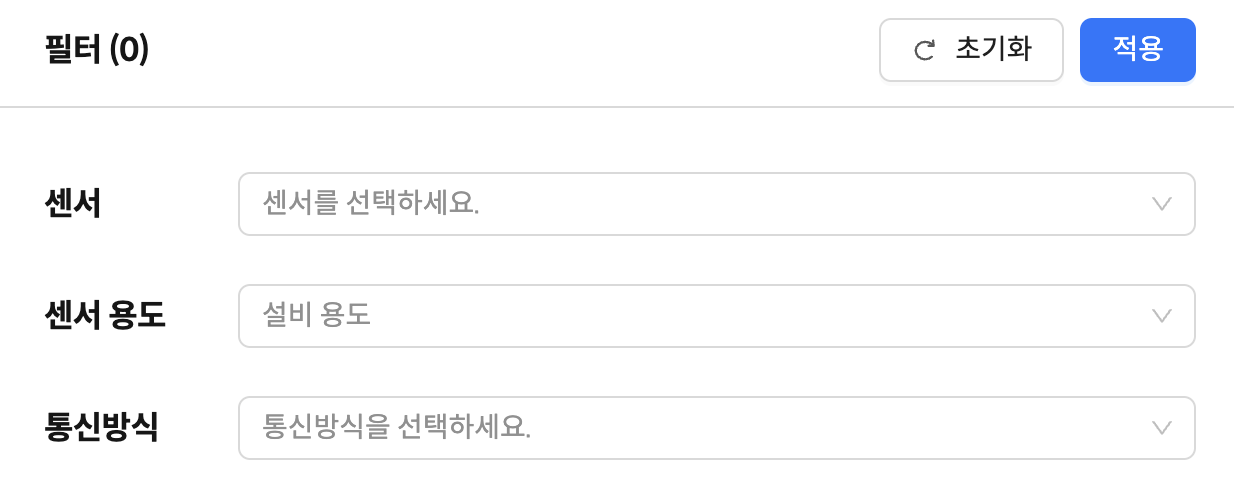 필터 (0)
초기화
적용
센서
센서를 선택하세요.
센서 용도
설비 용도
통신방식
통신방식을 선택하세요.